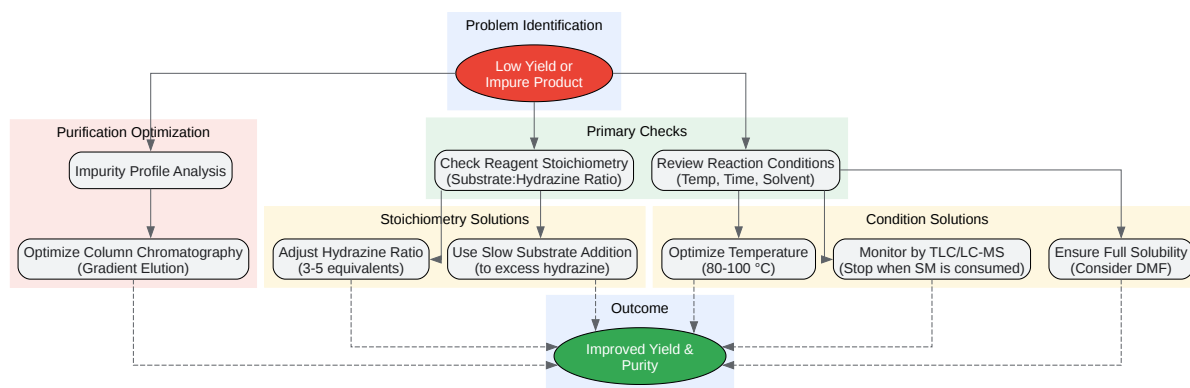 Problem Identification
Low Yield or
Impure Product
Purification Optimization
Primary Checks
Impurity Profile Analysis
Check Reagent Stoichiometry
(Substrate:Hydrazine Ratio)
Review Reaction Conditions
(Temp, Time, Solvent)
Stoichiometry Solutions
Condition Solutions
Optimize Column Chromatography
(Gradient Elution)
Adjust Hydrazine Ratio
(3-5 equivalents)
Use Slow Substrate Addition
(to excess hydrazine)
Optimize Temperature
(80-100 °C)
Monitor by TLC/LC-MS
(Stop when SM is consumed)
Ensure Full Solubility
(Consider DMF)
Outcome
Improved Yield &
Purity